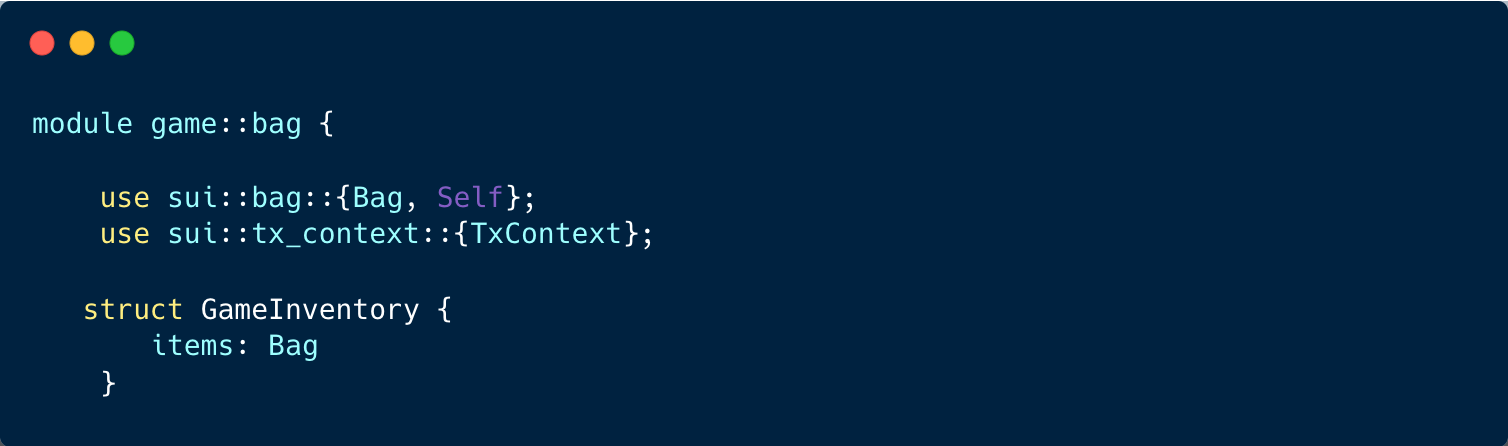 module game::bag {
use sui::bag::{Bag, Self};
use sui::tx_context::{TxContext};
struct GameInventory {
items: Bag
}